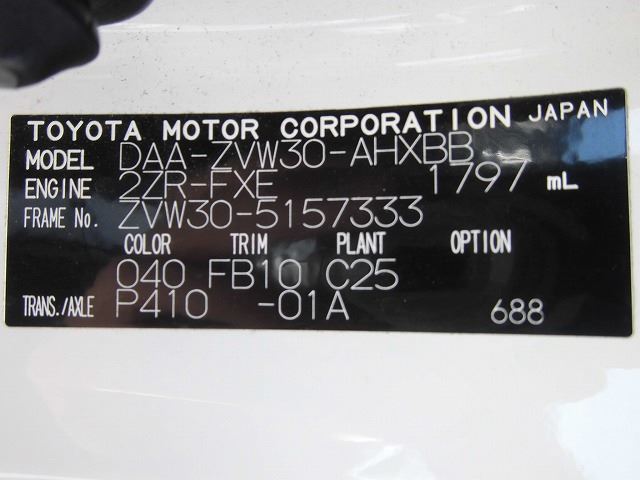 TOYOTA MOTOR CORPORATION JAPAN
MODEL DAA-ZVW30-AHXBB
ENGINE 2ZR-FXE 1797 mL
FRAME No. ZVW30-5157333
COLOR TRIM PLANT OPTION
040 FB10 C25
TRANS./AXLE P410 -01A 688